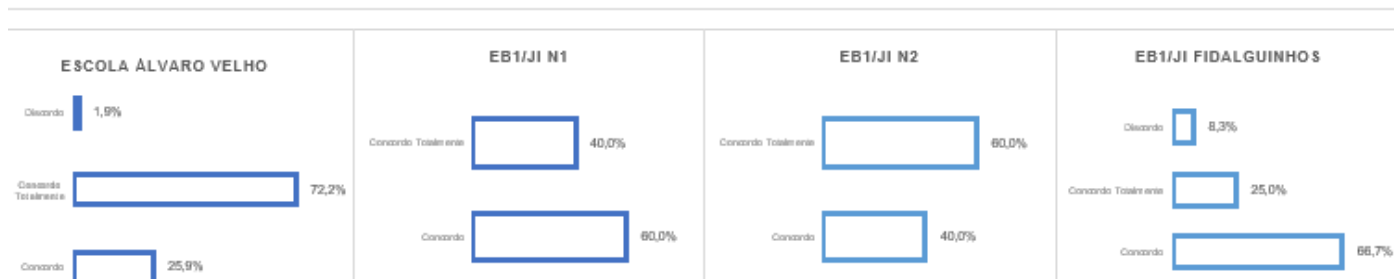 ESCOLA ÁLVARO VELHO
Discordo
1,9%
Concordo
Totalmente
72,2%
Concordo
25,9%
EB1/JI N1
Concordo Totalmente
40,0%
Concordo
60,0%
EB1/JI N2
Concordo Totalmente
60,0%
Concordo
40,0%
EB1/JI FIDALGUINHOS
Discordo
8,3%
Concordo Totalmente
25,0%
Concordo
66,7%